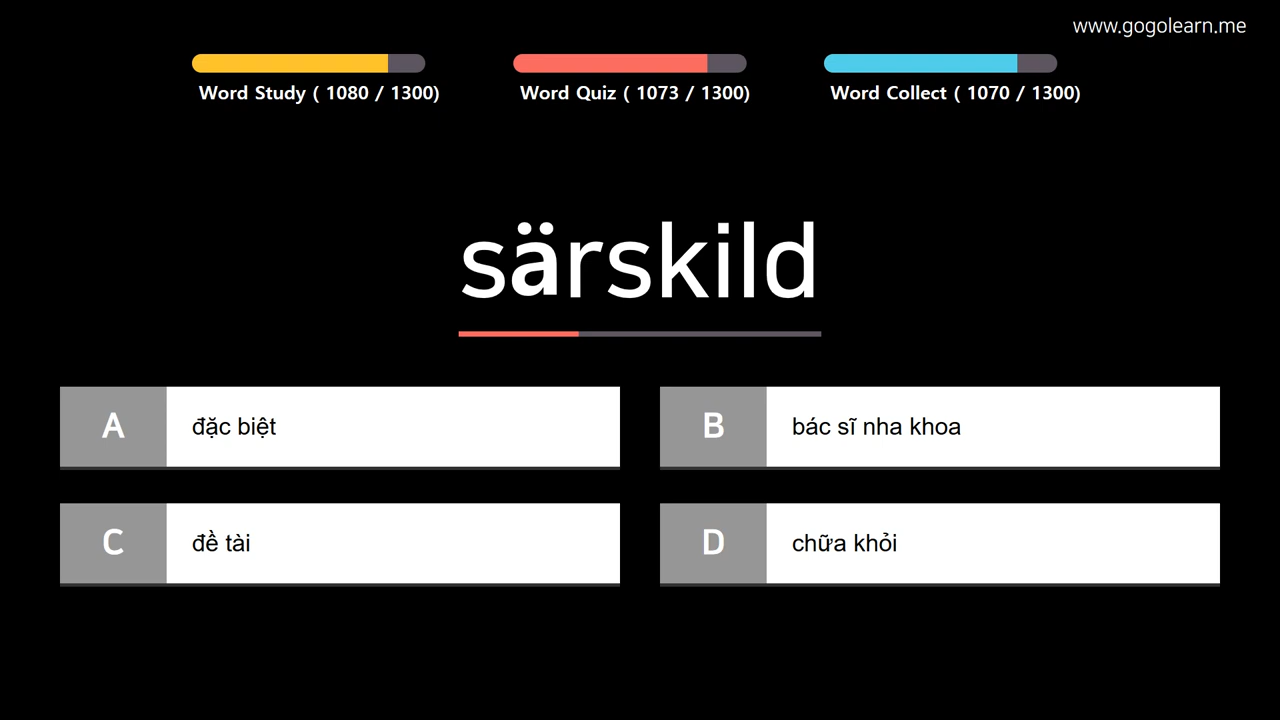 www.gogolearn.me
Word Study ( 1080 / 1300)
Word Quiz ( 1073 / 1300)
Word Collect ( 1070 / 1300)
särskild
A đặc biệt
B bác sĩ nha khoa
C đề tài
D chữa khỏi